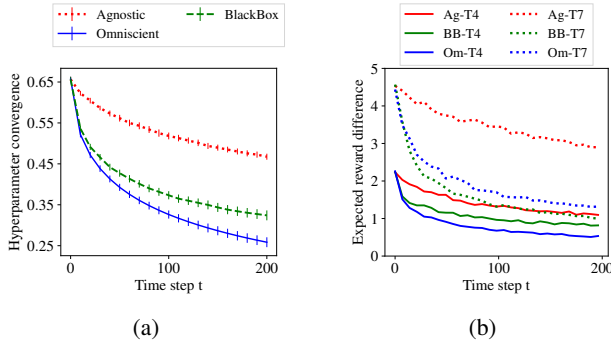 Agnostic
BlackBox
Omniscient
Hyperparameter convergence
0.65
0.55
0.45
0.35
0.25
0
100
200
Time step t
(a)
Ag-T4
Ag-T7
BB-T4
BB-T7
Om-T4
Om-T7
Expected reward difference
5
4
3
2
1
0
0
100
200
Time step t
(b)